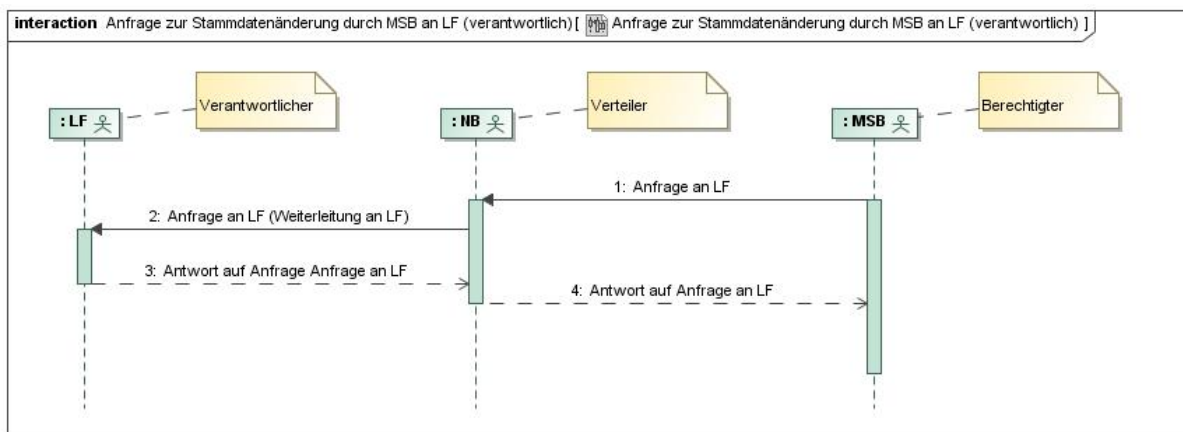 interaction Anfrage zur Stammdatenänderung durch MSB an LF (verantwortlich)[ Anfrage zur Stammdatenänderung durch MSB an LF (verantwortlich) ]
Verantwortlicher
Verteiler
Berechtigter
: LF
: NB
: MSB
1: Anfrage an LF
2: Anfrage an LF (Weiterleitung an LF)
3: Antwort auf Anfrage Anfrage an LF
4: Antwort auf Anfrage an LF